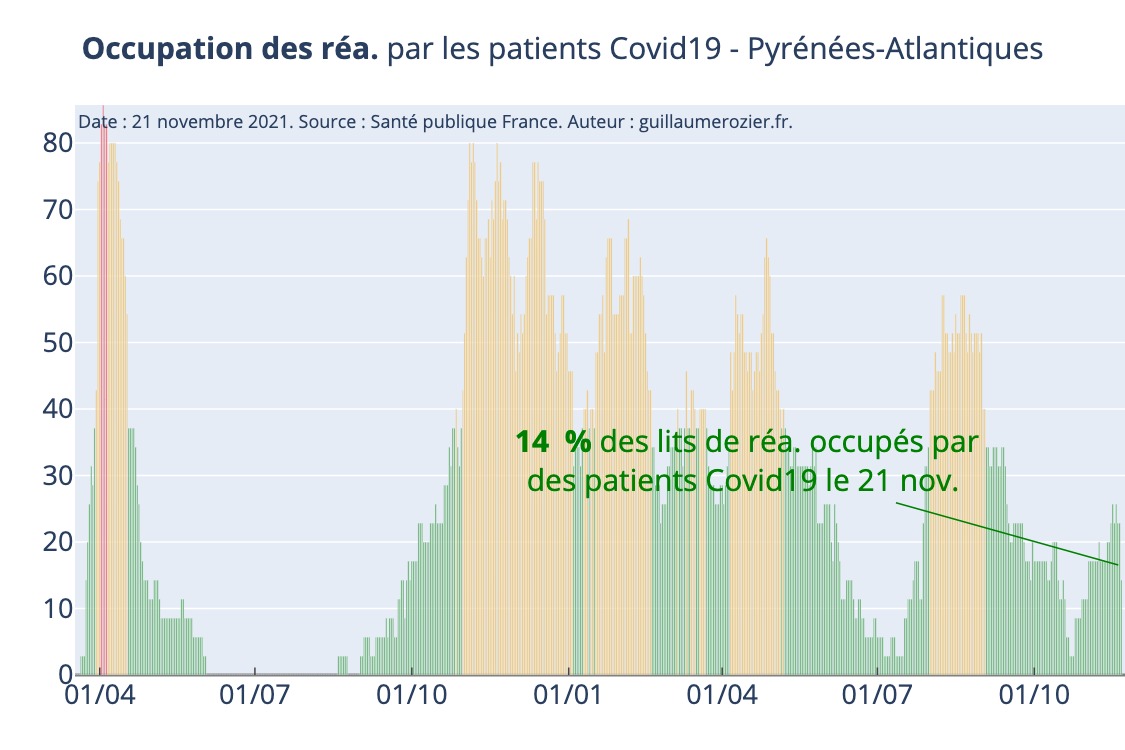 Occupation des réa. par les patients Covid19 - Pyrénées-Atlantiques
Date : 21 novembre 2021. Source : Santé publique France. Auteur : guillaumerozier.fr.
80
70
60
50
40
14 % des lits de réa. occupés par
des patients Covid19 le 21 nov.
30
20
10
0
01/04 01/07 01/10 01/01 01/04 01/07 01/10